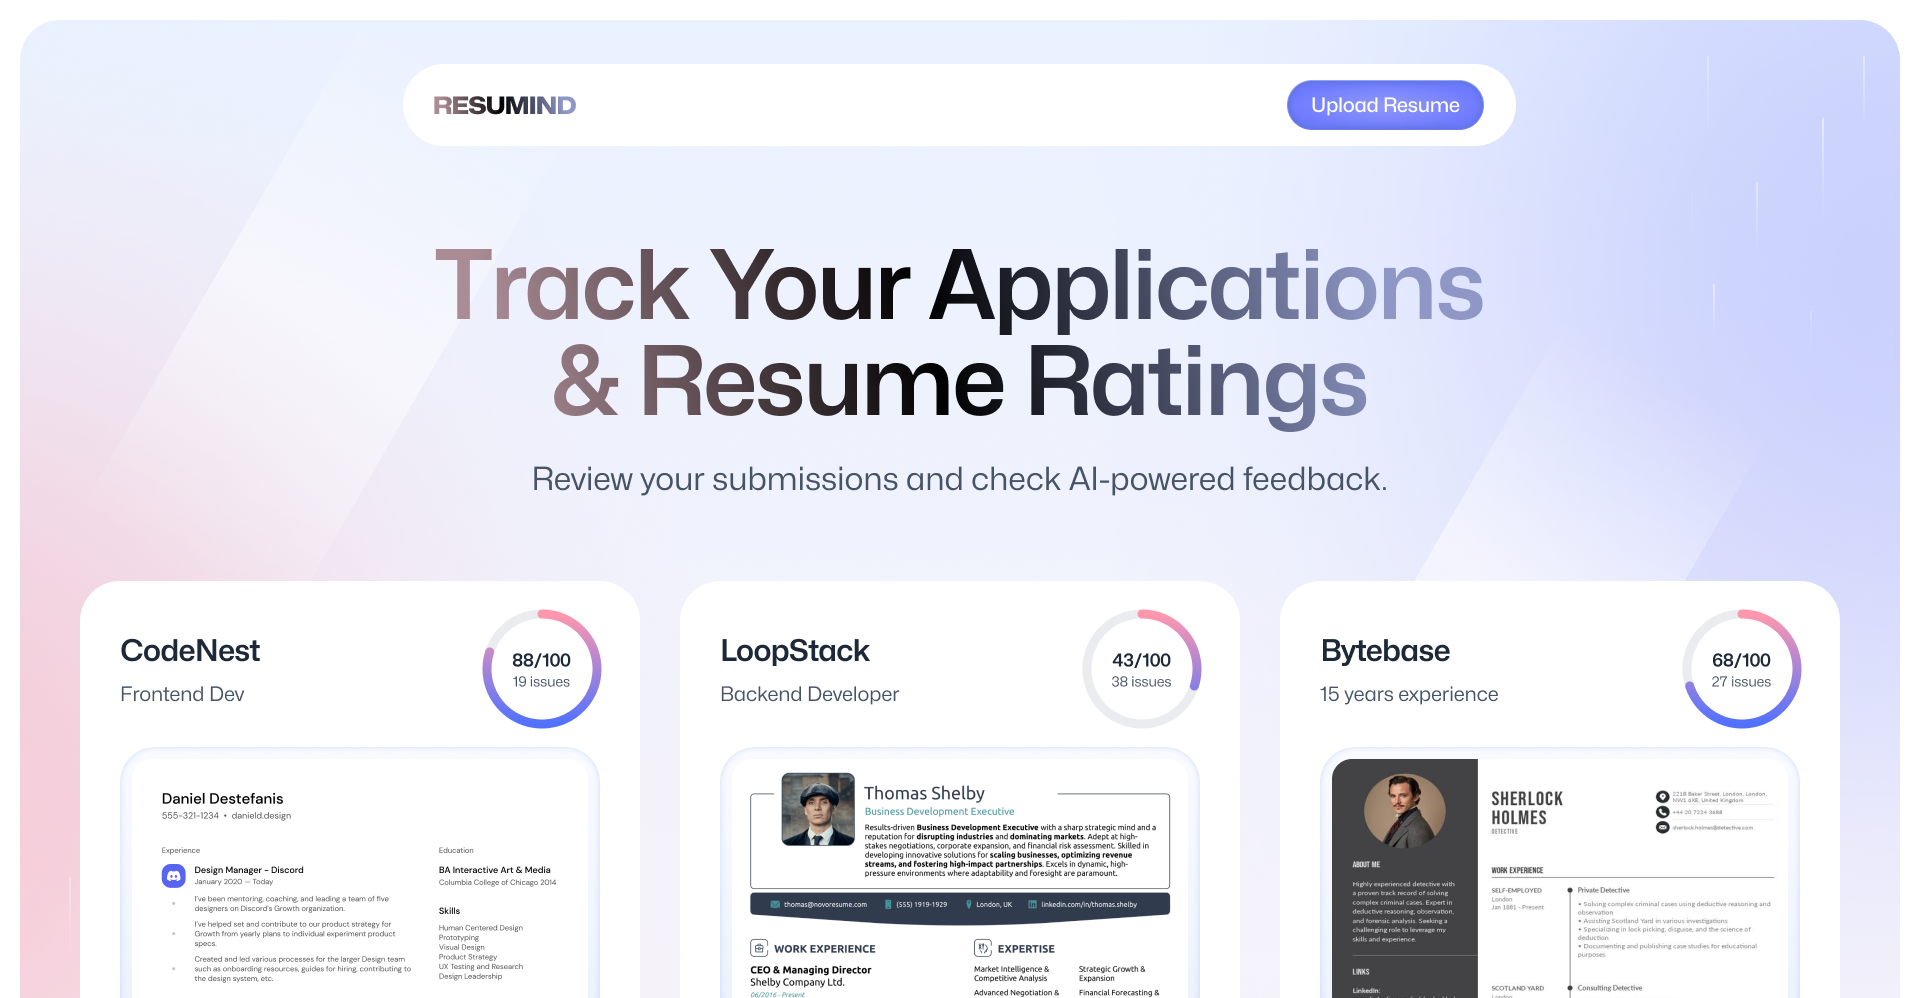 RESUMIND
Upload Resume
Track Your Applications
& Resume Ratings
Review your submissions and check AI-powered feedback.
CodeNest
Frontend Dev
88/100
19 issues
Daniel Destefanis
555-321-1234 • danield.design
Experience
Design Manager – Discord
January 2020 — Today
I've been mentoring, coaching, and leading a team of five
designers on Discord's Growth organization.
I've helped set and contribute to our product strategy for
Growth from yearly plans to individual experiment product
specs.
Created and led various processes for the larger Design team
such as onboarding resources, guides for hiring, contributing to
the design system, etc.
Education
BA Interactive Art & Media
Columbia College of Chicago 2014
Skills
Human Centered Design
Prototyping
Visual Design
Product Strategy
UX Testing and Research
Design Leadership
LoopStack
Backend Developer
43/100
38 issues
Thomas Shelby
Business Development Executive
Results-driven Business Development Executive with a sharp strategic mind and a
reputation for disrupting industries and dominating markets. Adept at high-
stakes negotiations, corporate expansion, and financial risk assessment. Skilled in
developing innovative solutions for scaling businesses, optimizing revenue
streams, and fostering high-impact partnerships. Excels in dynamic, high-
pressure environments where adaptability and foresight are paramount.
thomas@novoresume.com
(555) 1919-1929
London, UK
linkedin.com/in/thomas.shelby
WORK EXPERIENCE
CEO & Managing Director
Shelby Company Ltd.
06/2016 - Present
EXPERTISE
Market Intelligence &
Competitive Analysis
Strategic Growth &
Expansion
Advanced Negotiation &
Financial Forecasting &
Bytebase
15 years experience
68/100
27 issues
SHERLOCK
HOLMES
DETECTIVE
221B Baker Street, London, London,
NW1 6XE, United Kingdom
+44 20 7224 3688
sherlock.holmes@detective.com
ABOUT ME
Highly experienced detective with
a proven track record of solving
complex criminal cases. Expert in
deductive reasoning, observation,
and forensic analysis. Seeking a
challenging role to leverage my
skills and experience.
LINKS
LinkedIn:
WORK EXPERIENCE
SELF-EMPLOYED
London
Jan 1881 - Present
Private Detective
• Solving complex criminal cases using deductive reasoning and
observation
• Assisting Scotland Yard in various investigations
• Specializing in lock picking, disguise, and the science of
deduction
• Documenting and publishing case studies for educational
purposes
SCOTLAND YARD
London
Consulting Detective